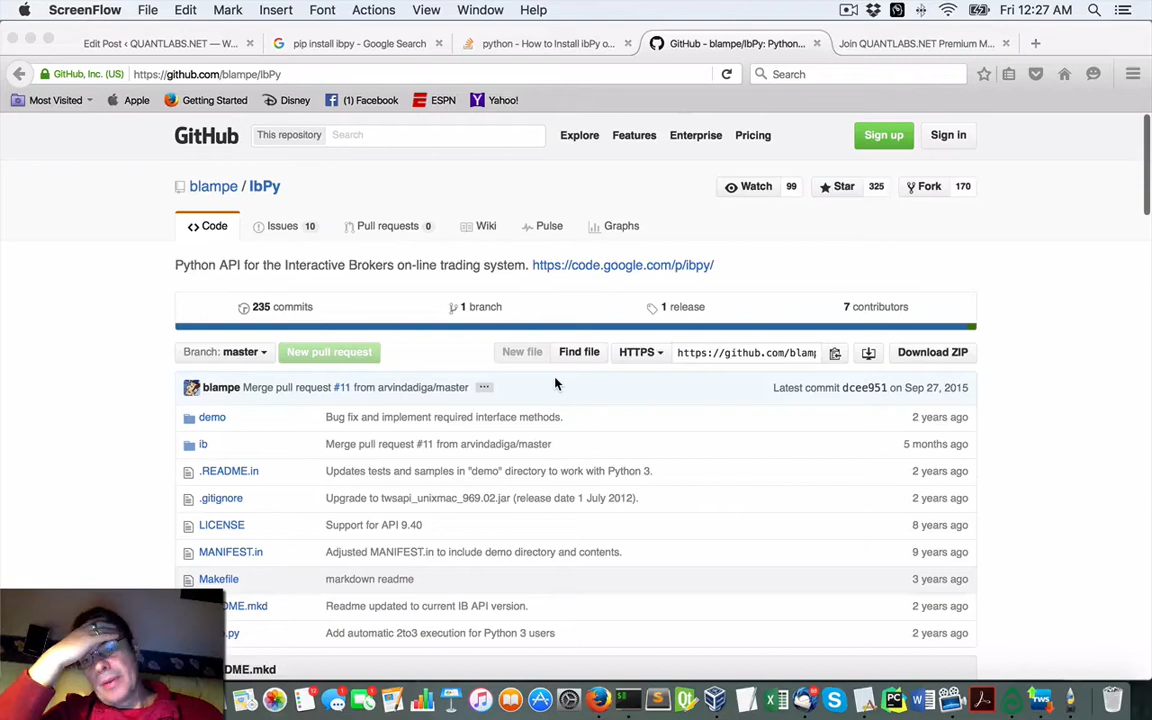 ScreenFlow File Edit Mark Insert Font Actions View Window Help Fri 12:27 AM
Edit Post ‹ QUANTLABS.NET — W... pip install ibpy - Google Search python - How to Install ibPy o... GitHub - blampe/IbPy: Python... Join QUANTLABS.NET Premium M...
GitHub, Inc. (US) https://github.com/blampe/IbPy Search
Most Visited Apple Getting Started Disney (1) Facebook ESPN Yahoo!
GitHub This repository Search Explore Features Enterprise Pricing Sign up Sign in
blampe / IbPy Watch 99 Star 325 Fork 170
Code Issues 10 Pull requests 0 Wiki Pulse Graphs
Python API for the Interactive Brokers on-line trading system. https://code.google.com/p/ibpy/
235 commits 1 branch 1 release 7 contributors
Branch: master New pull request New file Find file HTTPS https://github.com/blamp Download ZIP
blampe Merge pull request #11 from arvindadiga/master ... Latest commit dcee951 on Sep 27, 2015
demo Bug fix and implement required interface methods. 2 years ago
ib Merge pull request #11 from arvindadiga/master 5 months ago
.README.in Updates tests and samples in "demo" directory to work with Python 3. 2 years ago
.gitignore Upgrade to twsapi_unixmac_969.02.jar (release date 1 July 2012). 2 years ago
LICENSE Support for API 9.40 8 years ago
MANIFEST.in Adjusted MANIFEST.in to include demo directory and contents. 9 years ago
Makefile markdown readme 3 years ago
ME.mkd Readme updated to current IB API version. 2 years ago
.py Add automatic 2to3 execution for Python 3 users 2 years ago
ME.mkd